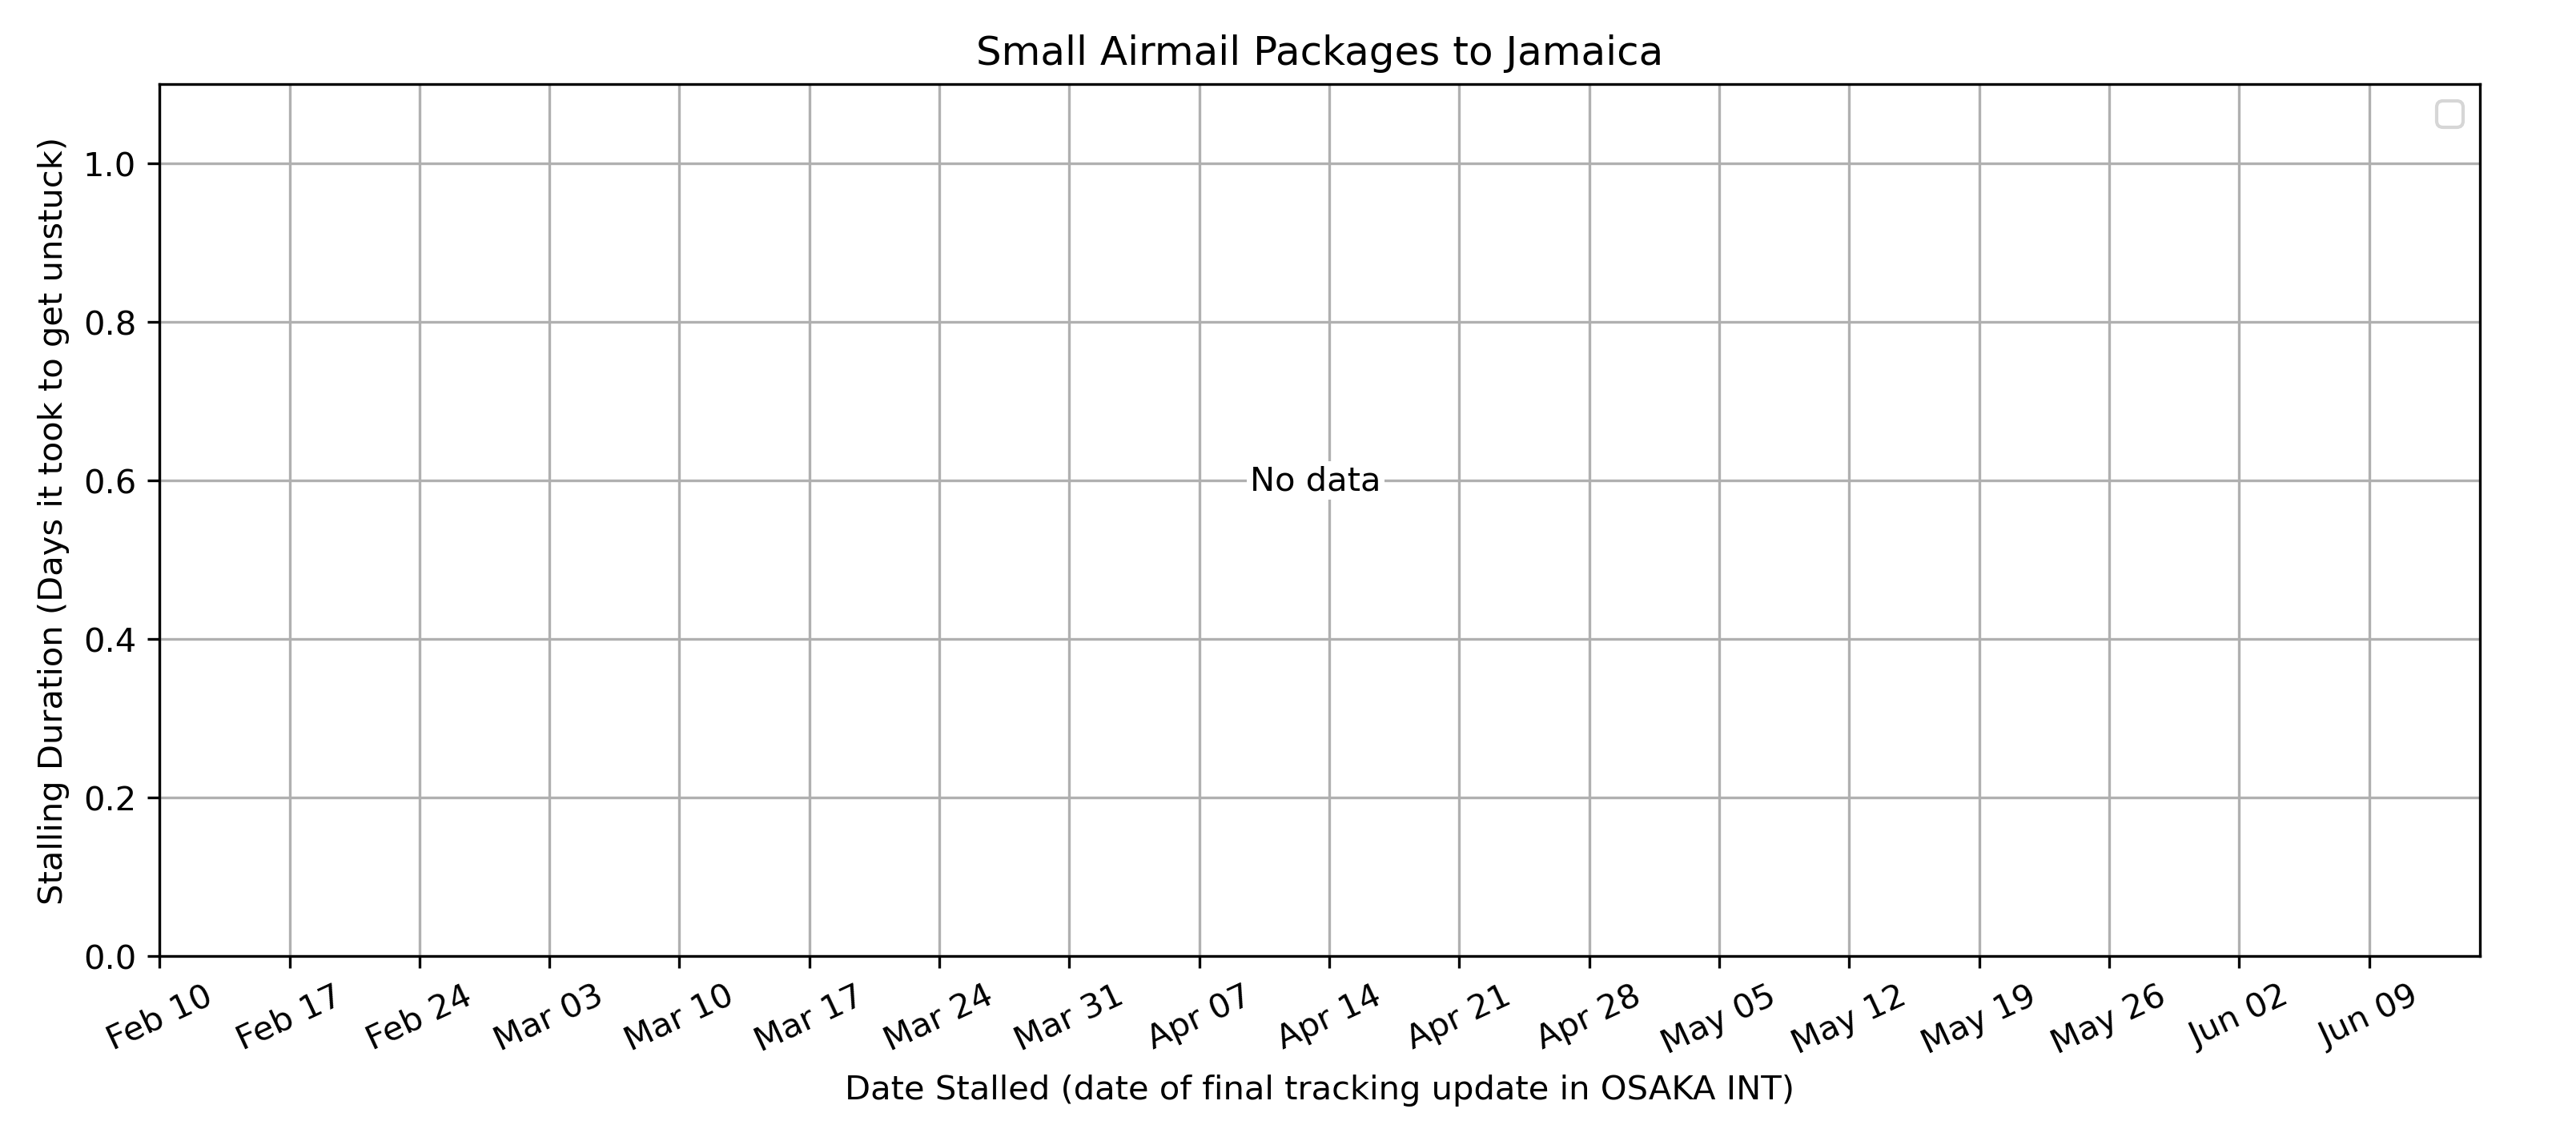 Small Airmail Packages to Jamaica
Stalling Duration (Days it took to get unstuck)
1.0
0.8
0.6
0.4
0.2
0.0
No data
Feb 10 Feb 17 Feb 24 Mar 03 Mar 10 Mar 17 Mar 24 Mar 31 Apr 07 Apr 14 Apr 21 Apr 28 May 05 May 12 May 19 May 26 Jun 02 Jun 09
Date Stalled (date of final tracking update in OSAKA INT)